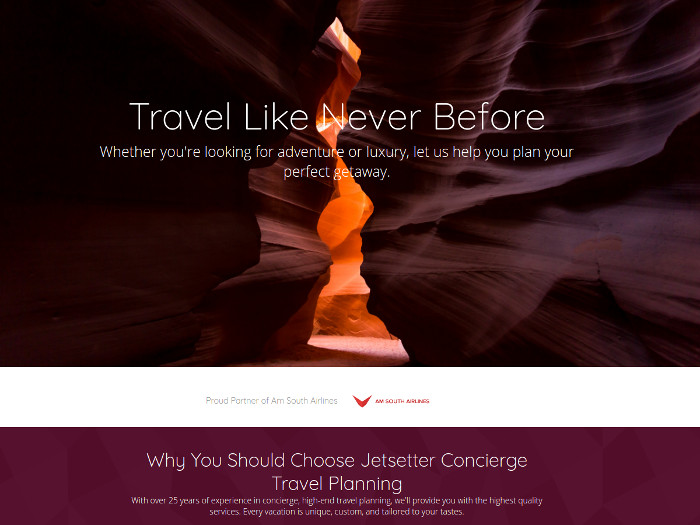 Travel Like Never Before
Whether you're looking for adventure or luxury, let us help you plan your
perfect getaway.
Proud Partner of Am South Airlines
AM SOUTH AIRLINES
Why You Should Choose Jetsetter Concierge
Travel Planning
With over 25 years of experience in concierge, high-end travel planning, we'll provide you with the highest quality
services. Every vacation is unique, custom, and tailored to your tastes.